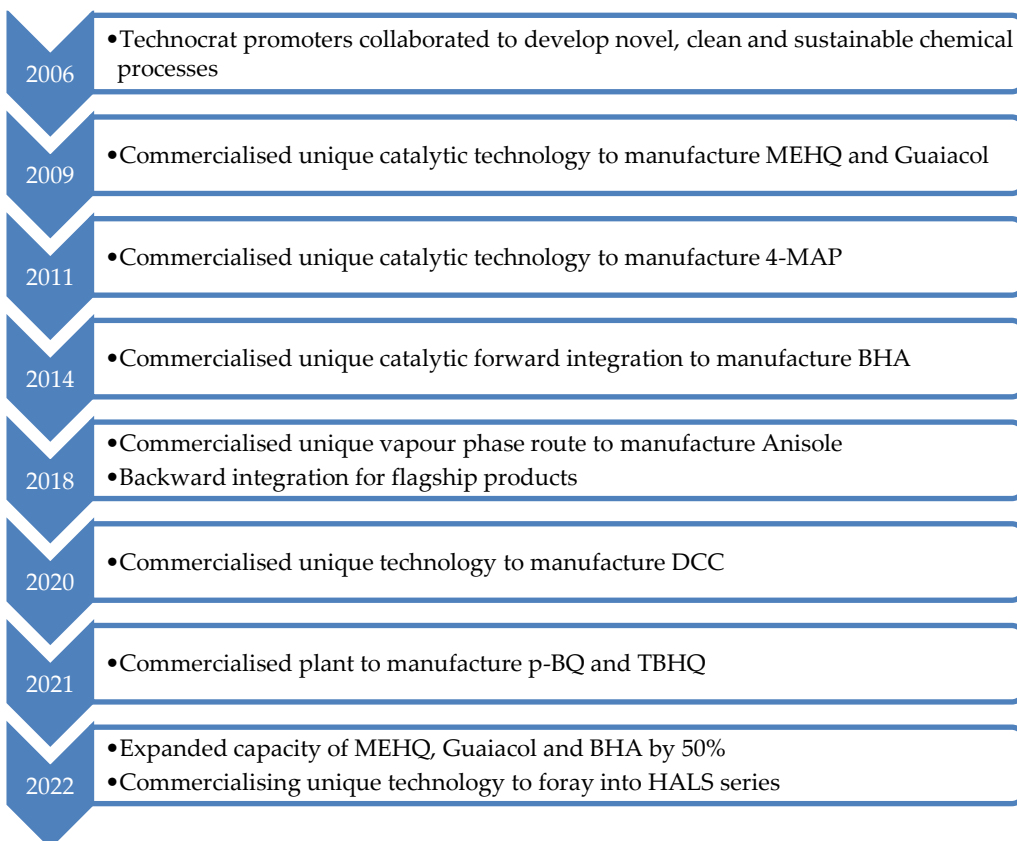 2006
•Technocrat promoters collaborated to develop novel, clean and sustainable chemical
processes
2009
•Commercialised unique catalytic technology to manufacture MEHQ and Guaiacol
2011
•Commercialised unique catalytic technology to manufacture 4-MAP
2014
•Commercialised unique catalytic forward integration to manufacture BHA
2018
•Commercialised unique vapour phase route to manufacture Anisole
•Backward integration for flagship products
2020
•Commercialised unique technology to manufacture DCC
2021
•Commercialised plant to manufacture p-BQ and TBHQ
2022
•Expanded capacity of MEHQ, Guaiacol and BHA by 50%
•Commercialising unique technology to foray into HALS series